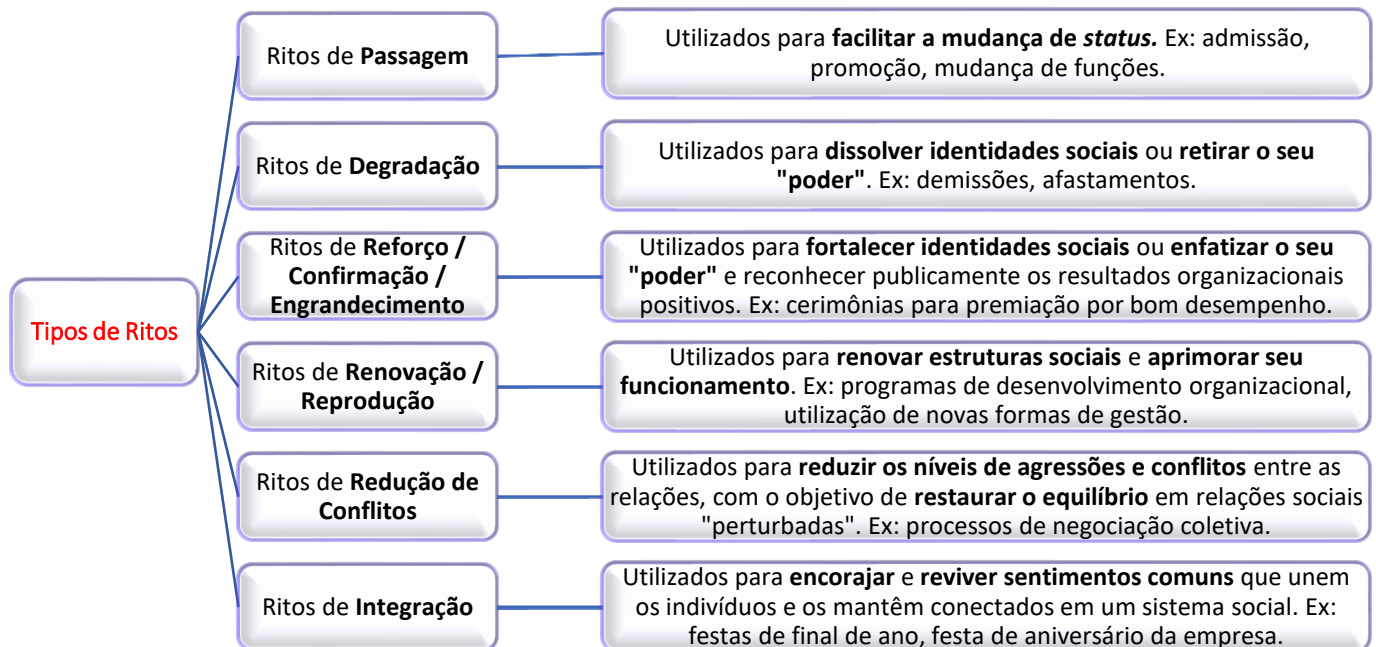 Tipos de Ritos
Ritos de Passagem
Utilizados para facilitar a mudança de status. Ex: admissão,
promoção, mudança de funções.
Ritos de Degradação
Utilizados para dissolver identidades sociais ou retirar o seu
"poder". Ex: demissões, afastamentos.
Ritos de Reforço /
Confirmação /
Engrandecimento
Utilizados para fortalecer identidades sociais ou enfatizar o seu
"poder" e reconhecer publicamente os resultados organizacionais
positivos. Ex: cerimônias para premiação por bom desempenho.
Ritos de Renovação /
Reprodução
Utilizados para renovar estruturas sociais e aprimorar seu
funcionamento. Ex: programas de desenvolvimento organizacional,
utilização de novas formas de gestão.
Ritos de Redução de
Conflitos
Utilizados para reduzir os níveis de agressões e conflitos entre as
relações, com o objetivo de restaurar o equilíbrio em relações sociais
"perturbadas". Ex: processos de negociação coletiva.
Ritos de Integração
Utilizados para encorajar e reviver sentimentos comuns que unem
os indivíduos e os mantêm conectados em um sistema social. Ex:
festas de final de ano, festa de aniversário da empresa.